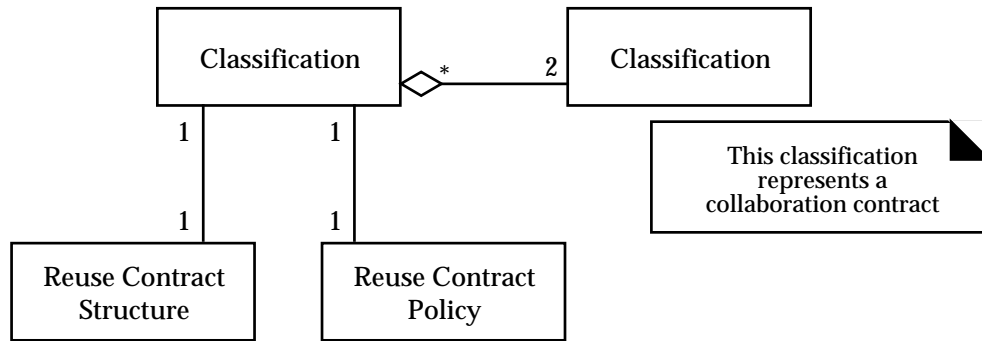 Classification
* 2
Classification
1 1
This classification
represents a
collaboration contract
1 1
Reuse Contract
Structure
Reuse Contract
Policy